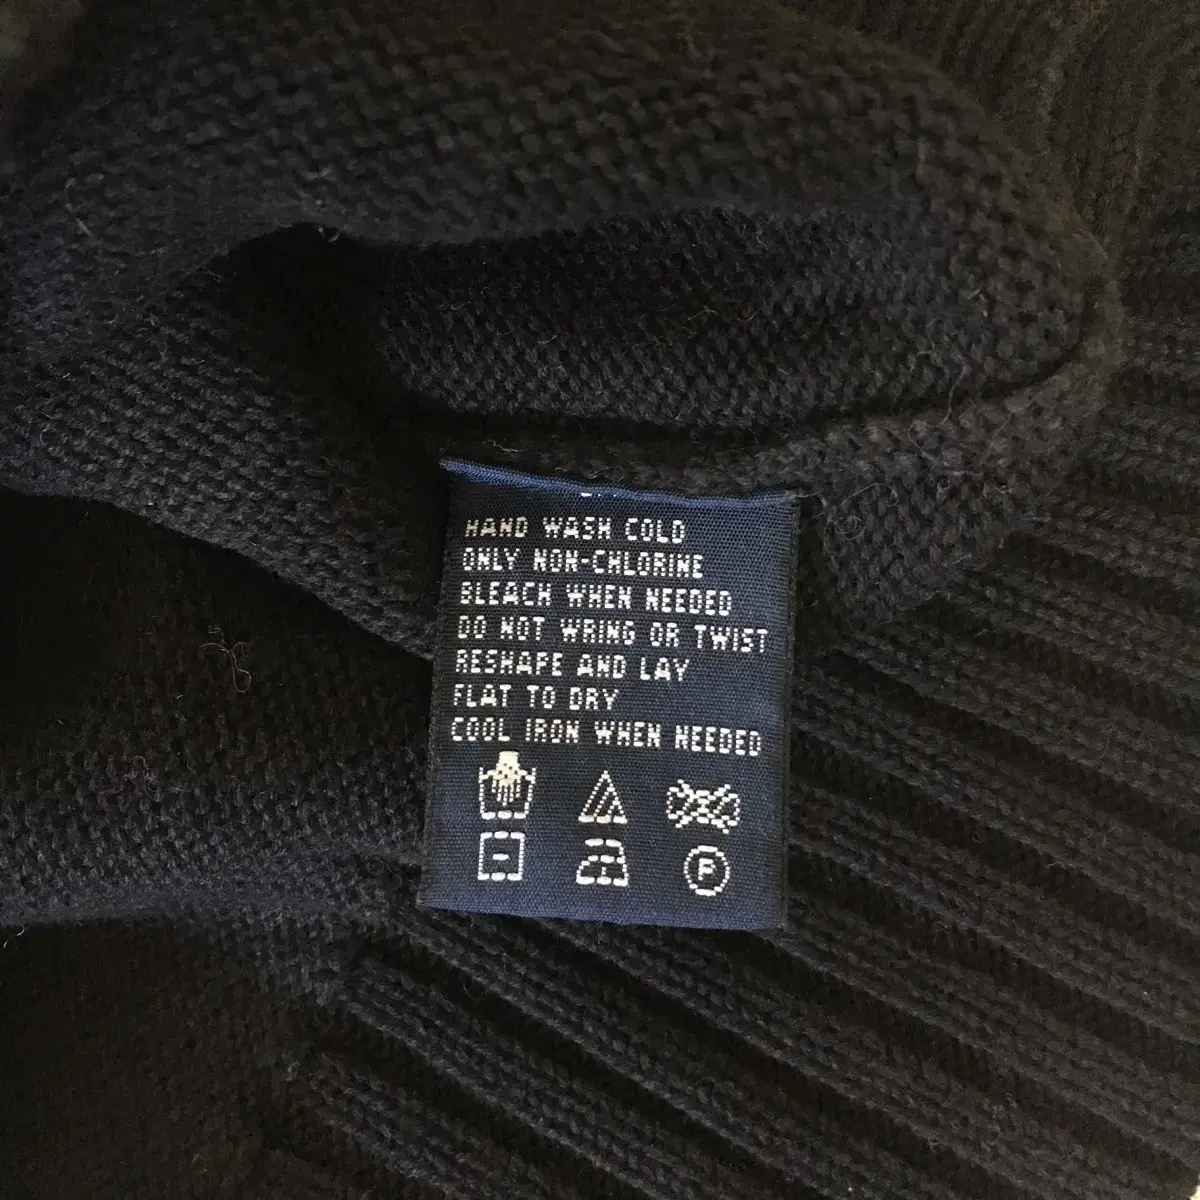 HAND WASH COLD
ONLY NON-CHLORINE
BLEACH WHEN NEEDED
DO NOT WRING OR TWIST
RESHAPE AND LAY
FLAT TO DRY
COOL IRON WHEN NEEDED
P